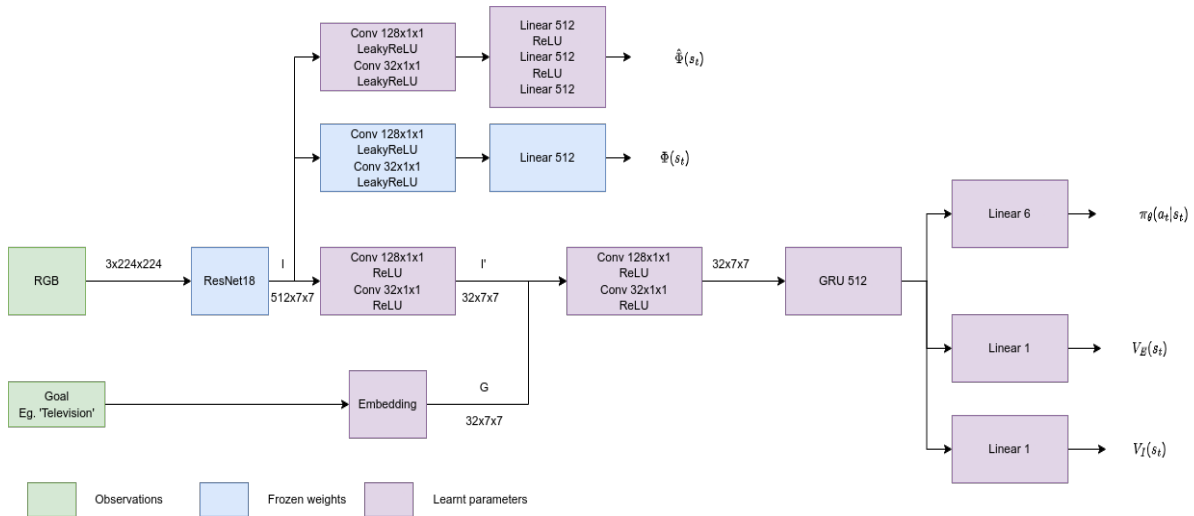 Conv 128x1x1
LeakyReLU
Conv 32x1x1
LeakyReLU
Linear 512
ReLU
Linear 512
ReLU
Linear 512
$\hat{\Phi}(s_t)$
Conv 128x1x1
LeakyReLU
Conv 32x1x1
LeakyReLU
Linear 512
Φ(s_t)
RGB
3x224x224
ResNet18
I
512x7x7
Conv 128x1x1
ReLU
Conv 32x1x1
ReLU
I'
32x7x7
Conv 128x1x1
ReLU
Conv 32x1x1
ReLU
32x7x7
GRU 512
Linear 6
π_θ(a_t|s_t)
Linear 1
V_E(s_t)
Linear 1
V_I(s_t)
Goal
Eg. 'Television'
Embedding
G
32x7x7
Observations
Frozen weights
Learnt parameters